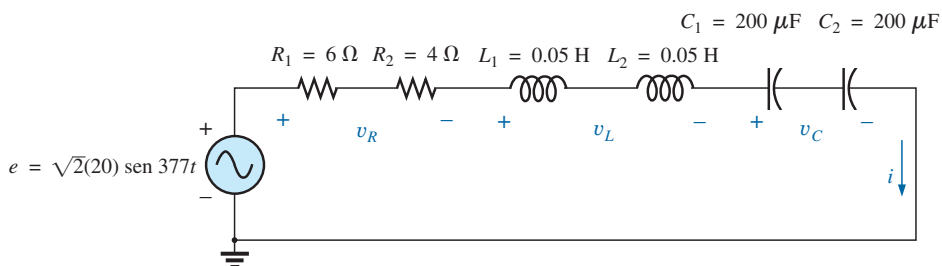 C₁ = 200 μF C₂ = 200 μF
R₁ = 6 Ω R₂ = 4 Ω L₁ = 0.05 H L₂ = 0.05 H
+ v_R − + v_L − + v_C −
+
e = √2(20) sen 377t
−
i